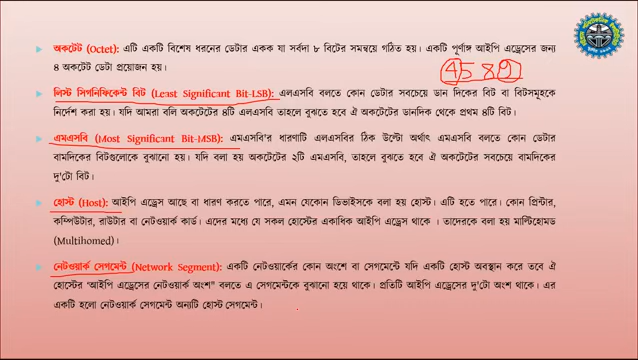 অকটেট (Octet): এটি একটি বিশেষ ধরনের ডেটার একক যা সর্বদা ৮ বিটের সমন্বয়ে গঠিত হয়। একটি পূর্ণাঙ্গ আইপি এড্রেসের জন্য
৪ অকটেট ডেটা প্রয়োজন হয়।
লিস্ট সিগনিফিকেন্ট বিট (Least Significant Bit-LSB): এলএসবি বলতে কোন ডেটার সবচেয়ে ডান দিকের বিট বা বিটসমূহকে
নির্দেশ করা হয়। যদি আমরা বলি অকটেটের ৪টি এলএসবি তাহলে বুঝতে হবে ঐ অকটেটের ডানদিক থেকে প্রথম ৪টি বিট।
এমএসবি (Most Significant Bit-MSB): এমএসবি'র ধারণাটি এলএসবির ঠিক উল্টো অর্থাৎ এমএসবি বলতে কোন ডেটার
বামদিকের বিটগুলোকে বুঝানো হয়। যদি বলা হয় অকটেটের ২টি এমএসবি, তাহলে বুঝতে হবে ঐ অকটেটের সবচেয়ে বামদিকের
দু'টো বিট।
হোস্ট (Host): আইপি এড্রেস আছে বা ধারণ করতে পারে, এমন যেকোন ডিভাইসকে বলা হয় হোস্ট। এটি হতে পারে। কোন প্রিন্টার,
কম্পিউটার, রাউটার বা নেটওয়ার্ক কার্ড। এদের মধ্যে যে সকল হোস্টের একাধিক আইপি এড্রেস থাকে । তাদেরকে বলা হয় মাল্টিহোমড
(Multihomed)।
নেটওয়ার্ক সেগমেন্ট (Network Segment): একটি নেটওয়ার্কের কোন অংশে বা সেগমেন্টে যদি একটি হোস্ট অবস্থান করে তবে ঐ
হোস্টের 'আইপি এড্রেসের নেটওয়ার্ক অংশ" বলতে এ সেগমেন্টকে বুঝানো হয়ে থাকে। প্রতিটি আইপি এড্রেসের দু'টো অংশ থাকে। এর
একটি হলো নেটওয়ার্ক সেগমেন্ট অন্যটি হোস্ট সেগমেন্ট।